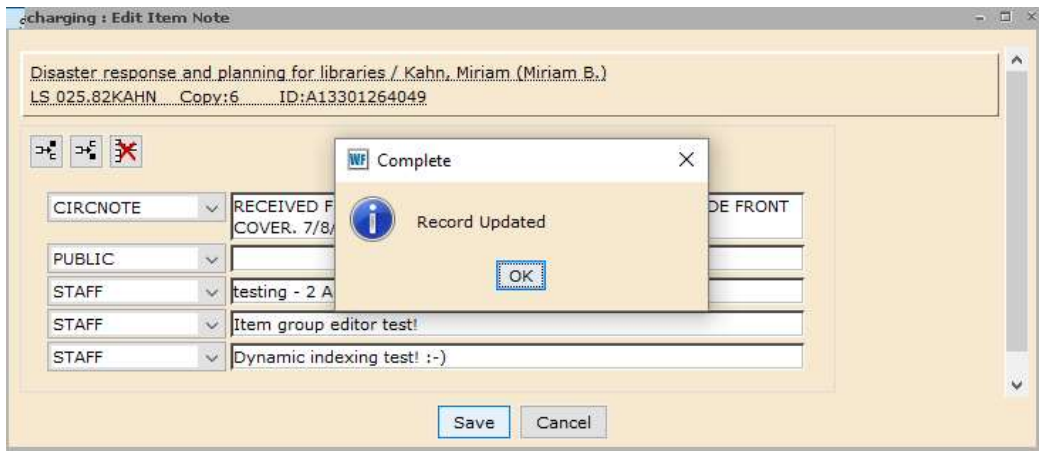 charging : Edit Item Note
Disaster response and planning for libraries / Kahn, Miriam (Miriam B.)
LS 025.82KAHN Copy:6 ID:A13301264049
WF Complete
Record Updated
OK
CIRCNOTE RECEIVED F DE FRONT
COVER. 7/8/
PUBLIC
STAFF testing - 2 A
STAFF Item group editor test!
STAFF Dynamic indexing test! :-)
Save Cancel